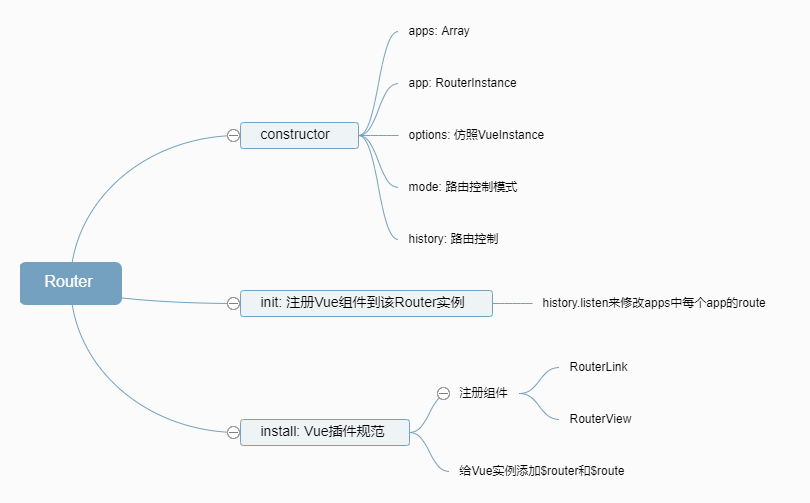 Router
constructor
apps: Array
app: RouterInstance
options: 仿照VueInstance
mode: 路由控制模式
history: 路由控制
init: 注册Vue组件到该Router实例
history.listen来修改apps中每个app的route
install: Vue插件规范
注册组件
RouterLink
RouterView
给Vue实例添加$router和$route